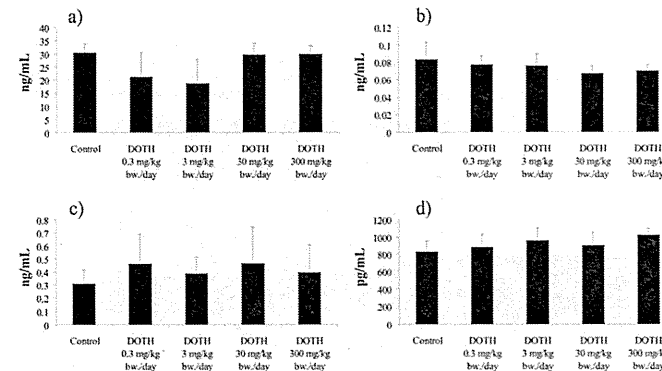 a)
ng/mL
40
35
30
25
20
15
10
5
0
Control
DOTH
0.3 mg/kg
bw./day
DOTH
3 mg/kg
bw./day
DOTH
30 mg/kg
bw./day
DOTH
300 mg/kg
bw./day
b)
ng/mL
0.12
0.1
0.08
0.06
0.04
0.02
0
Control
DOTH
0.3 mg/kg
bw./day
DOTH
3 mg/kg
bw./day
DOTH
30 mg/kg
bw./day
DOTH
300 mg/k
bw./day
c)
ng/mL
0.8
0.7
0.6
0.5
0.4
0.3
0.2
0.1
0
Control
DOTH
0.3 mg/kg
bw./day
DOTH
3 mg/kg
bw./day
DOTH
30 mg/kg
bw./day
DOTH
300 mg/kg
bw./day
d)
pg/mL
1200
1000
800
600
400
200
0
Control
DOTH
0.3 mg/kg
bw./day
DOTH
3 mg/kg
bw./day
DOTH
30 mg/kg
bw./day
DOTH
300 mg/k
bw./day